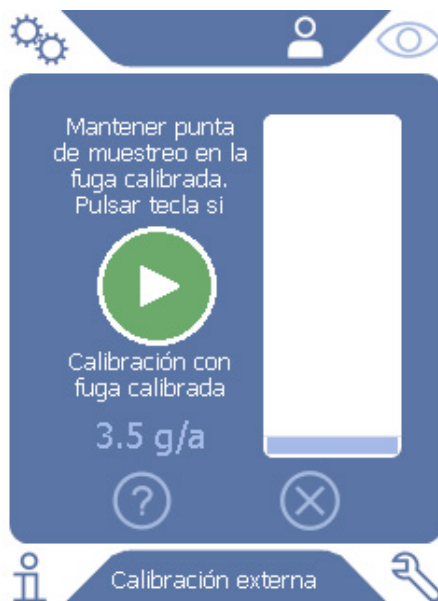 Mantener punta
de muestreo en la
fuga calibrada.
Pulsar tecla si
Calibración con
fuga calibrada
3.5 g/a
?
Calibración externa